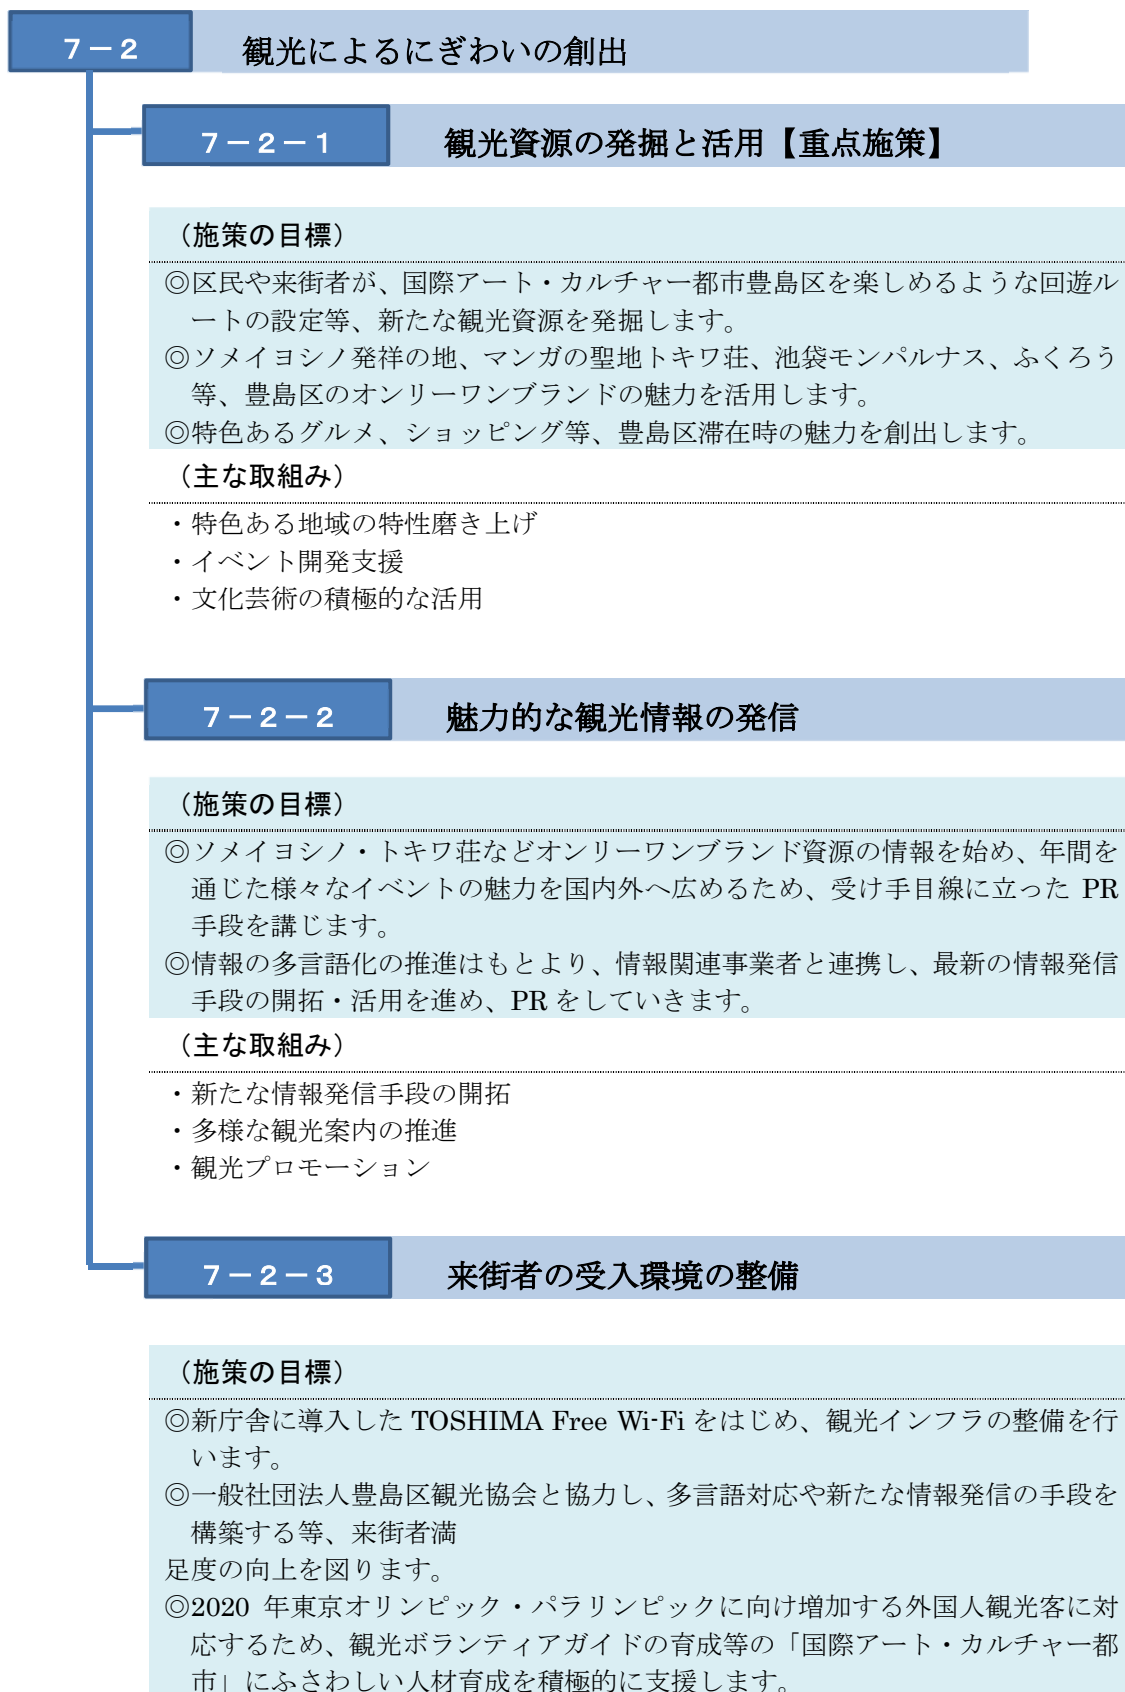 7－2 観光によるにぎわいの創出
7－2－1 観光資源の発掘と活用【重点施策】
（施策の目標）
◎区民や来街者が、国際アート・カルチャー都市豊島区を楽しめるような回遊ル
ートの設定等、新たな観光資源を発掘します。
◎ソメイヨシノ発祥の地、マンガの聖地トキワ荘、池袋モンパルナス、ふくろう
等、豊島区のオンリーワンブランドの魅力を活用します。
◎特色あるグルメ、ショッピング等、豊島区滞在時の魅力を創出します。
（主な取組み）
・特色ある地域の特性磨き上げ
・イベント開発支援
・文化芸術の積極的な活用
7－2－2 魅力的な観光情報の発信
（施策の目標）
◎ソメイヨシノ・トキワ荘などオンリーワンブランド資源の情報を始め、年間を
通じた様々なイベントの魅力を国内外へ広めるため、受け手目線に立った PR
手段を講じます。
◎情報の多言語化の推進はもとより、情報関連事業者と連携し、最新の情報発信
手段の開拓・活用を進め、PR をしていきます。
（主な取組み）
・新たな情報発信手段の開拓
・多様な観光案内の推進
・観光プロモーション
7－2－3 来街者の受入環境の整備
（施策の目標）
◎新庁舎に導入した TOSHIMA Free Wi-Fi をはじめ、観光インフラの整備を行
います。
◎一般社団法人豊島区観光協会と協力し、多言語対応や新たな情報発信の手段を
構築する等、来街者満
足度の向上を図ります。
◎2020 年東京オリンピック・パラリンピックに向け増加する外国人観光客に対
応するため、観光ボランティアガイドの育成等の「国際アート・カルチャー都
市」にふさわしい人材育成を積極的に支援します。